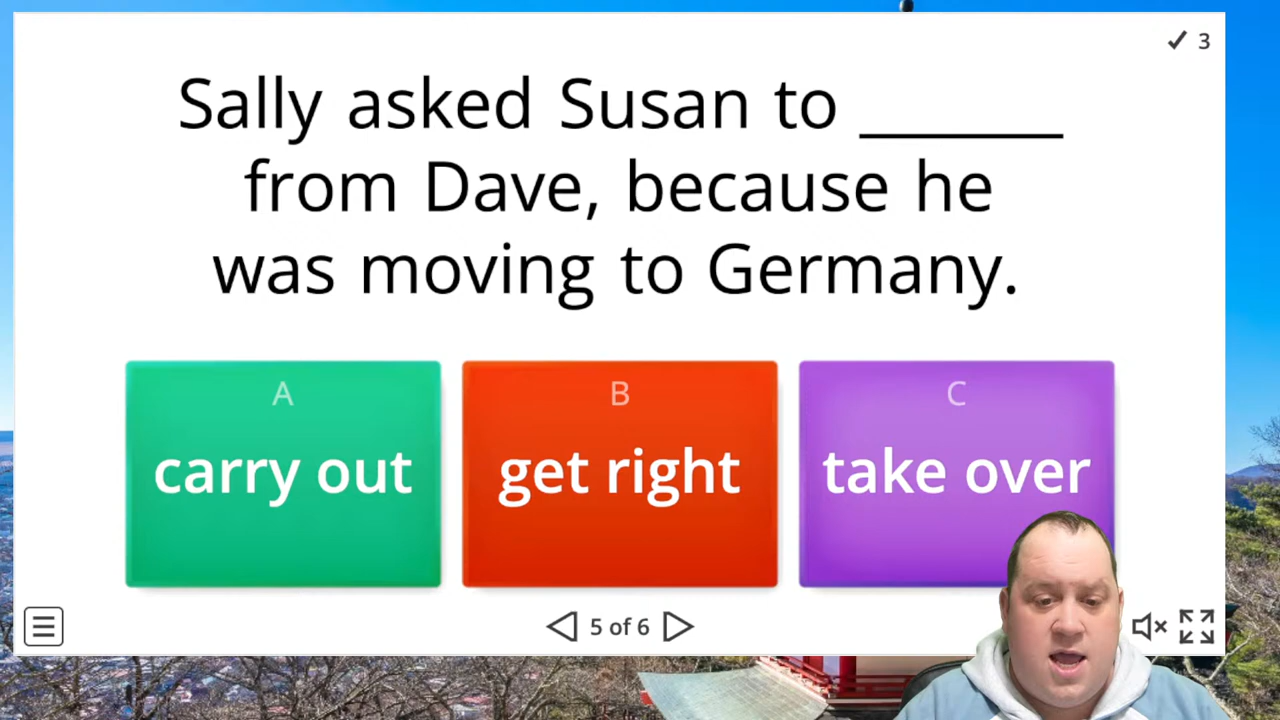 ✓ 3
Sally asked Susan to ______
from Dave, because he
was moving to Germany.
A
carry out
B
get right
C
take over
5 of 6